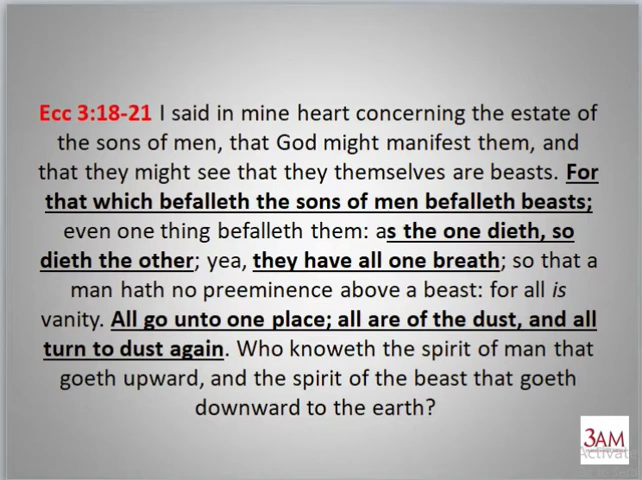 Ecc 3:18-21 I said in mine heart concerning the estate of
the sons of men, that God might manifest them, and
that they might see that they themselves are beasts. For
that which befalleth the sons of men befalleth beasts;
even one thing befalleth them: as the one dieth, so
dieth the other; yea, they have all one breath; so that a
man hath no preeminence above a beast: for all is
vanity. All go unto one place; all are of the dust, and all
turn to dust again. Who knoweth the spirit of man that
goeth upward, and the spirit of the beast that goeth
downward to the earth?
3AM
Activate